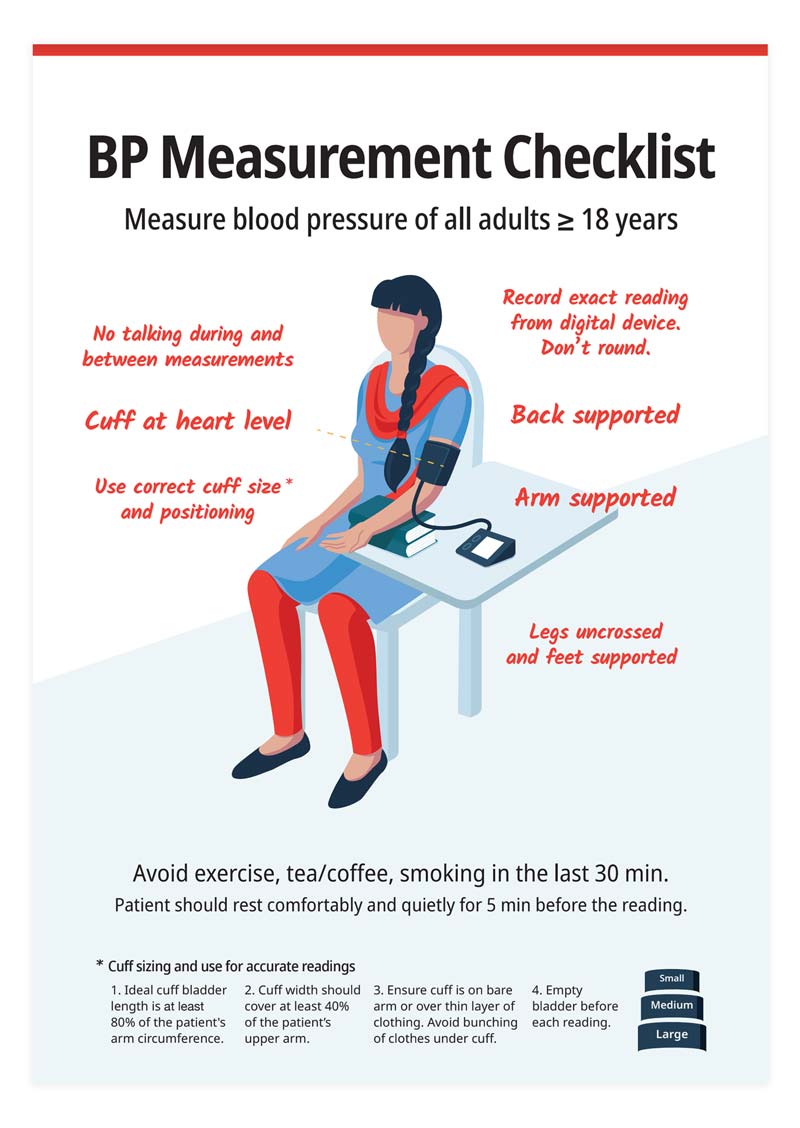 BP Measurement Checklist
Measure blood pressure of all adults ≥ 18 years
No talking during and
between measurements
Cuff at heart level
Use correct cuff size*
and positioning
Record exact reading
from digital device.
Don't round.
Back supported
Arm supported
Legs uncrossed
and feet supported
Avoid exercise, tea/coffee, smoking in the last 30 min.
Patient should rest comfortably and quietly for 5 min before the reading.
* Cuff sizing and use for accurate readings
1. Ideal cuff bladder
length is at least
80% of the patient's
arm circumference.
2. Cuff width should
cover at least 40%
of the patient's
upper arm.
3. Ensure cuff is on bare
arm or over thin layer of
clothing. Avoid bunching
of clothes under cuff.
4. Empty
bladder before
each reading.
Small
Medium
Large